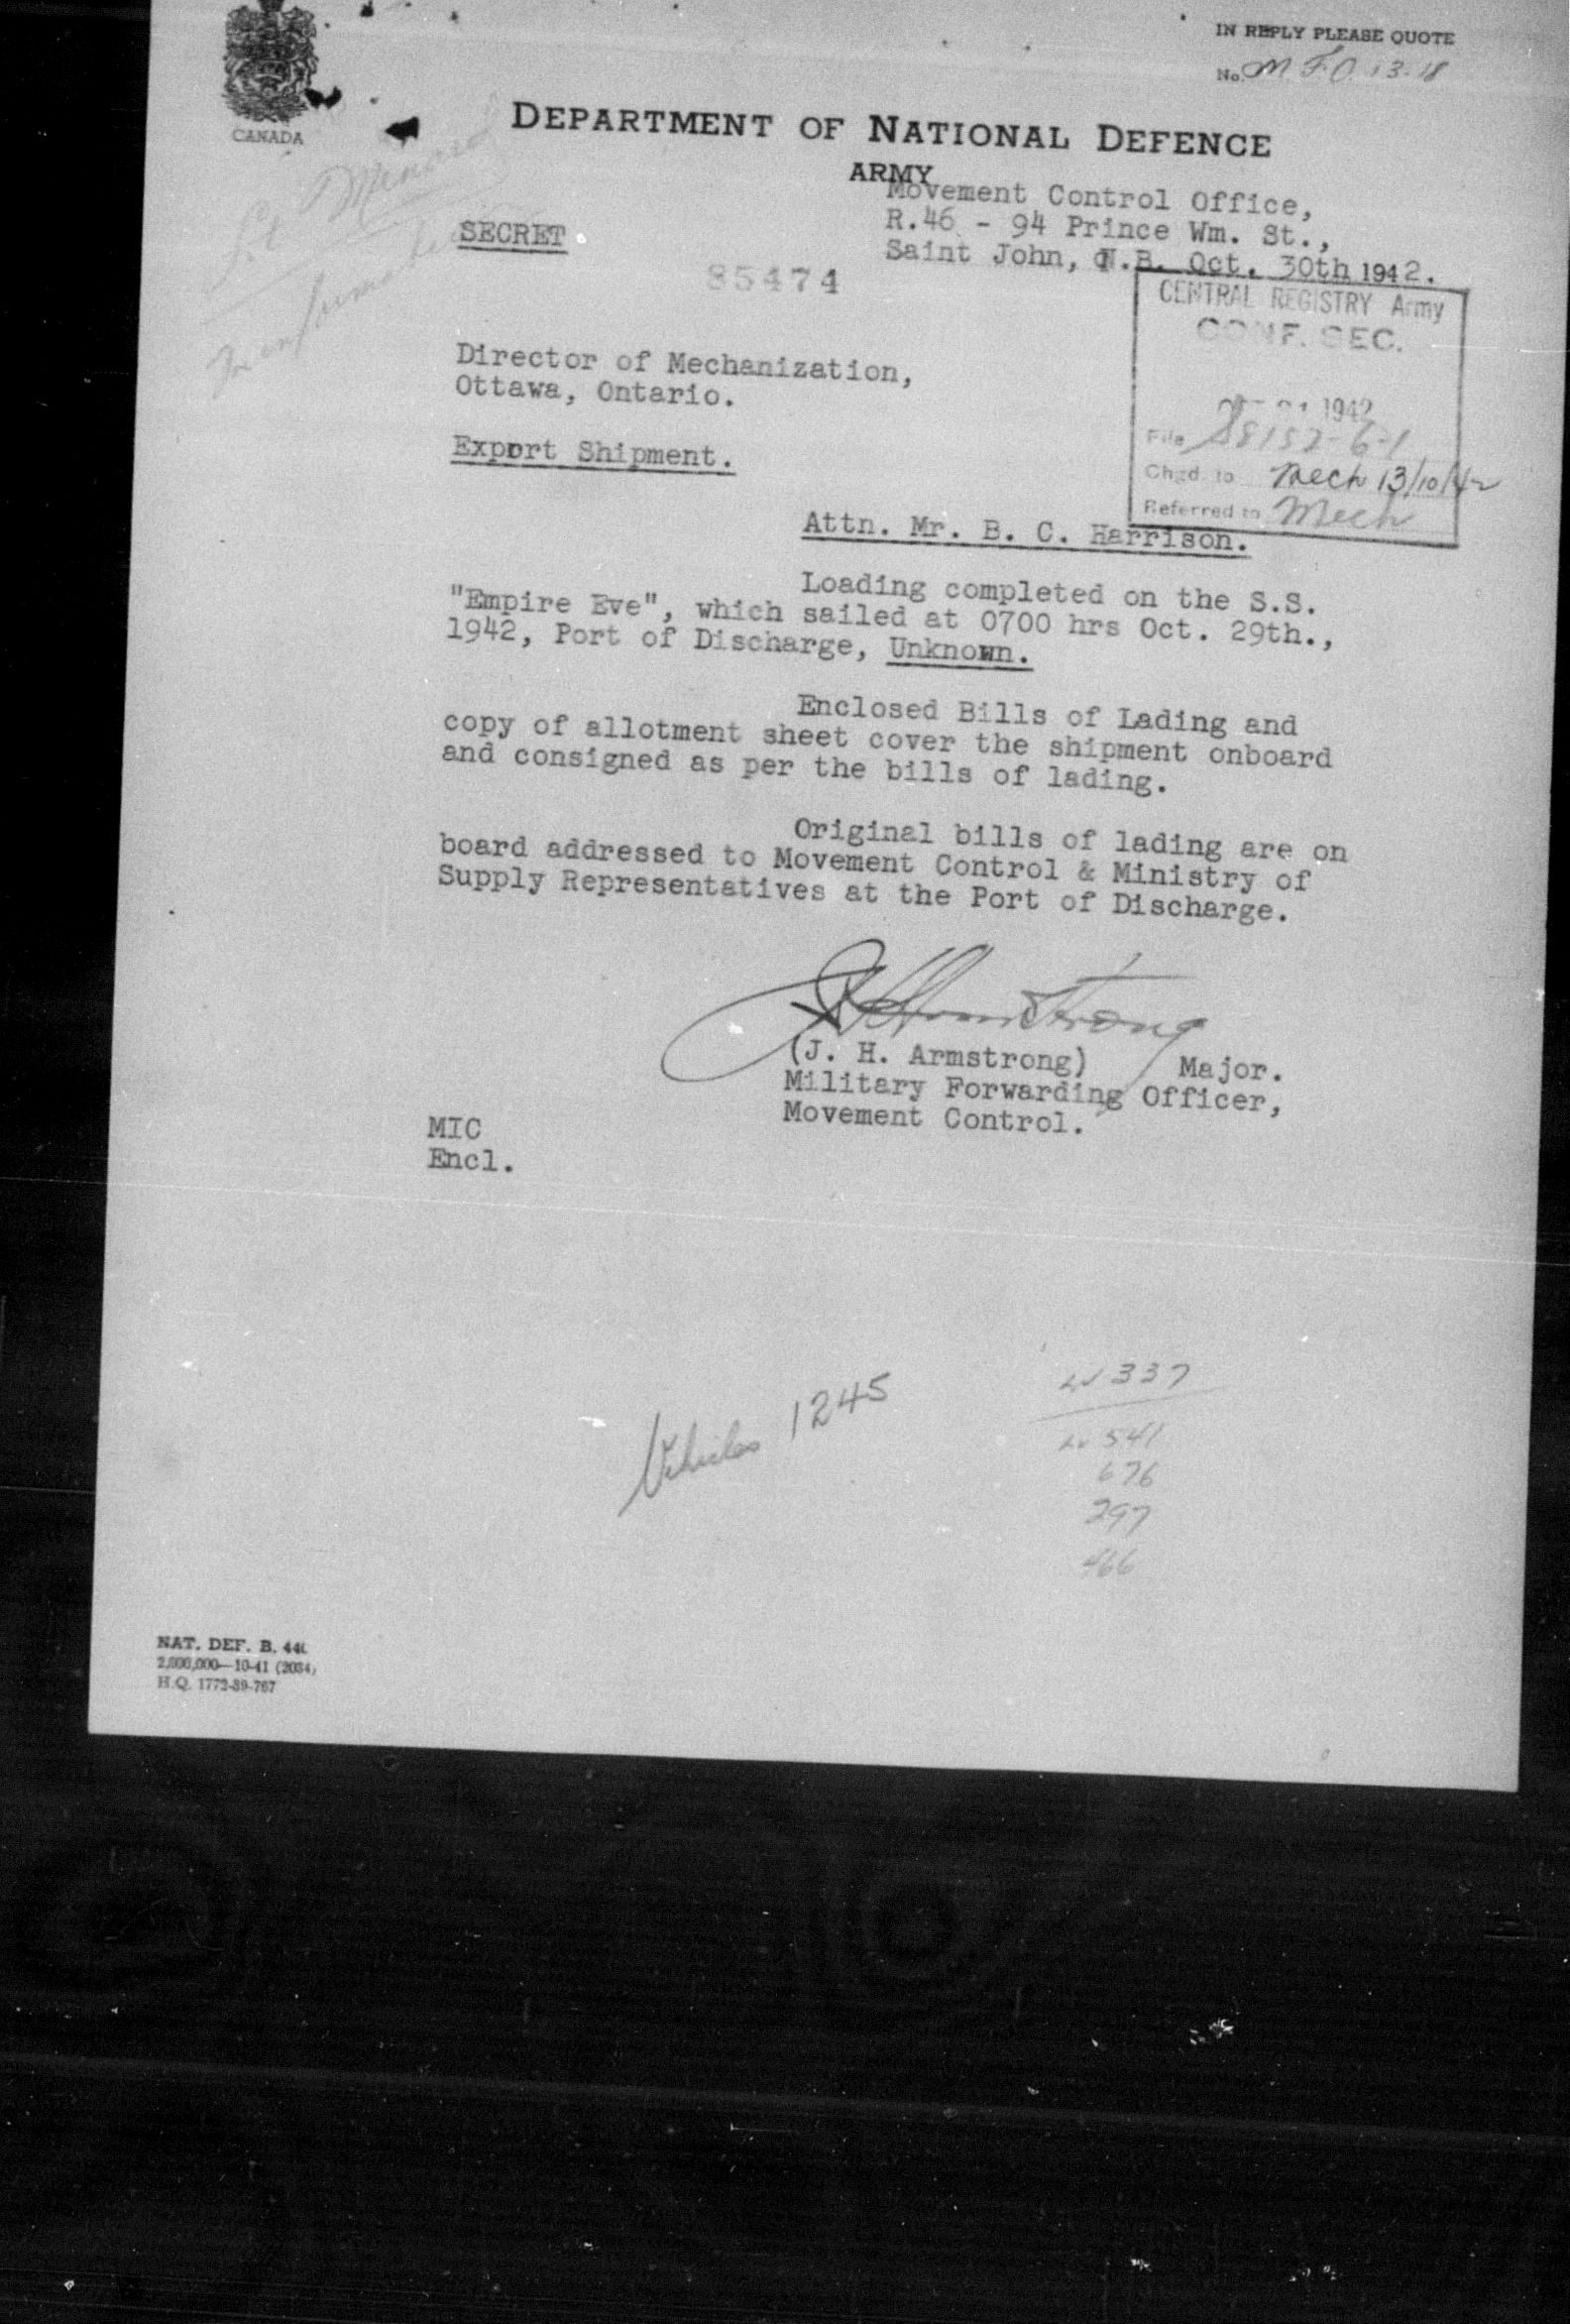 IN REPLY PLEASE QUOTE
No. M.F.O. 13-18
CANADA
DEPARTMENT OF NATIONAL DEFENCE
ARMY
Movement Control Office,
R.46 - 94 Prince Wm. St.,
Saint John, N.B. Oct. 30th 1942.
SECRET
85474
CENTRAL REGISTRY Army
CONF. SEC.
1942
File
Chgd. to Mech 13/10/42
Referred to Mech
Director of Mechanization,
Ottawa, Ontario.
Export Shipment.
Attn. Mr. B. C. Harrison.
Loading completed on the S.S.
"Empire Eve", which sailed at 0700 hrs Oct. 29th.,
1942, Port of Discharge, Unknown.
Enclosed Bills of Lading and
copy of allotment sheet cover the shipment onboard
and consigned as per the bills of lading.
Original bills of lading are on
board addressed to Movement Control & Ministry of
Supply Representatives at the Port of Discharge.
JHArmstrong
(J. H. Armstrong) Major.
Military Forwarding Officer,
Movement Control.
MIC
Encl.
Vehicles 1245
337
541
676
297
466
NAT. DEF. B. 44
2,000,000—10-41 (2034)
H.Q. 1772-39-767